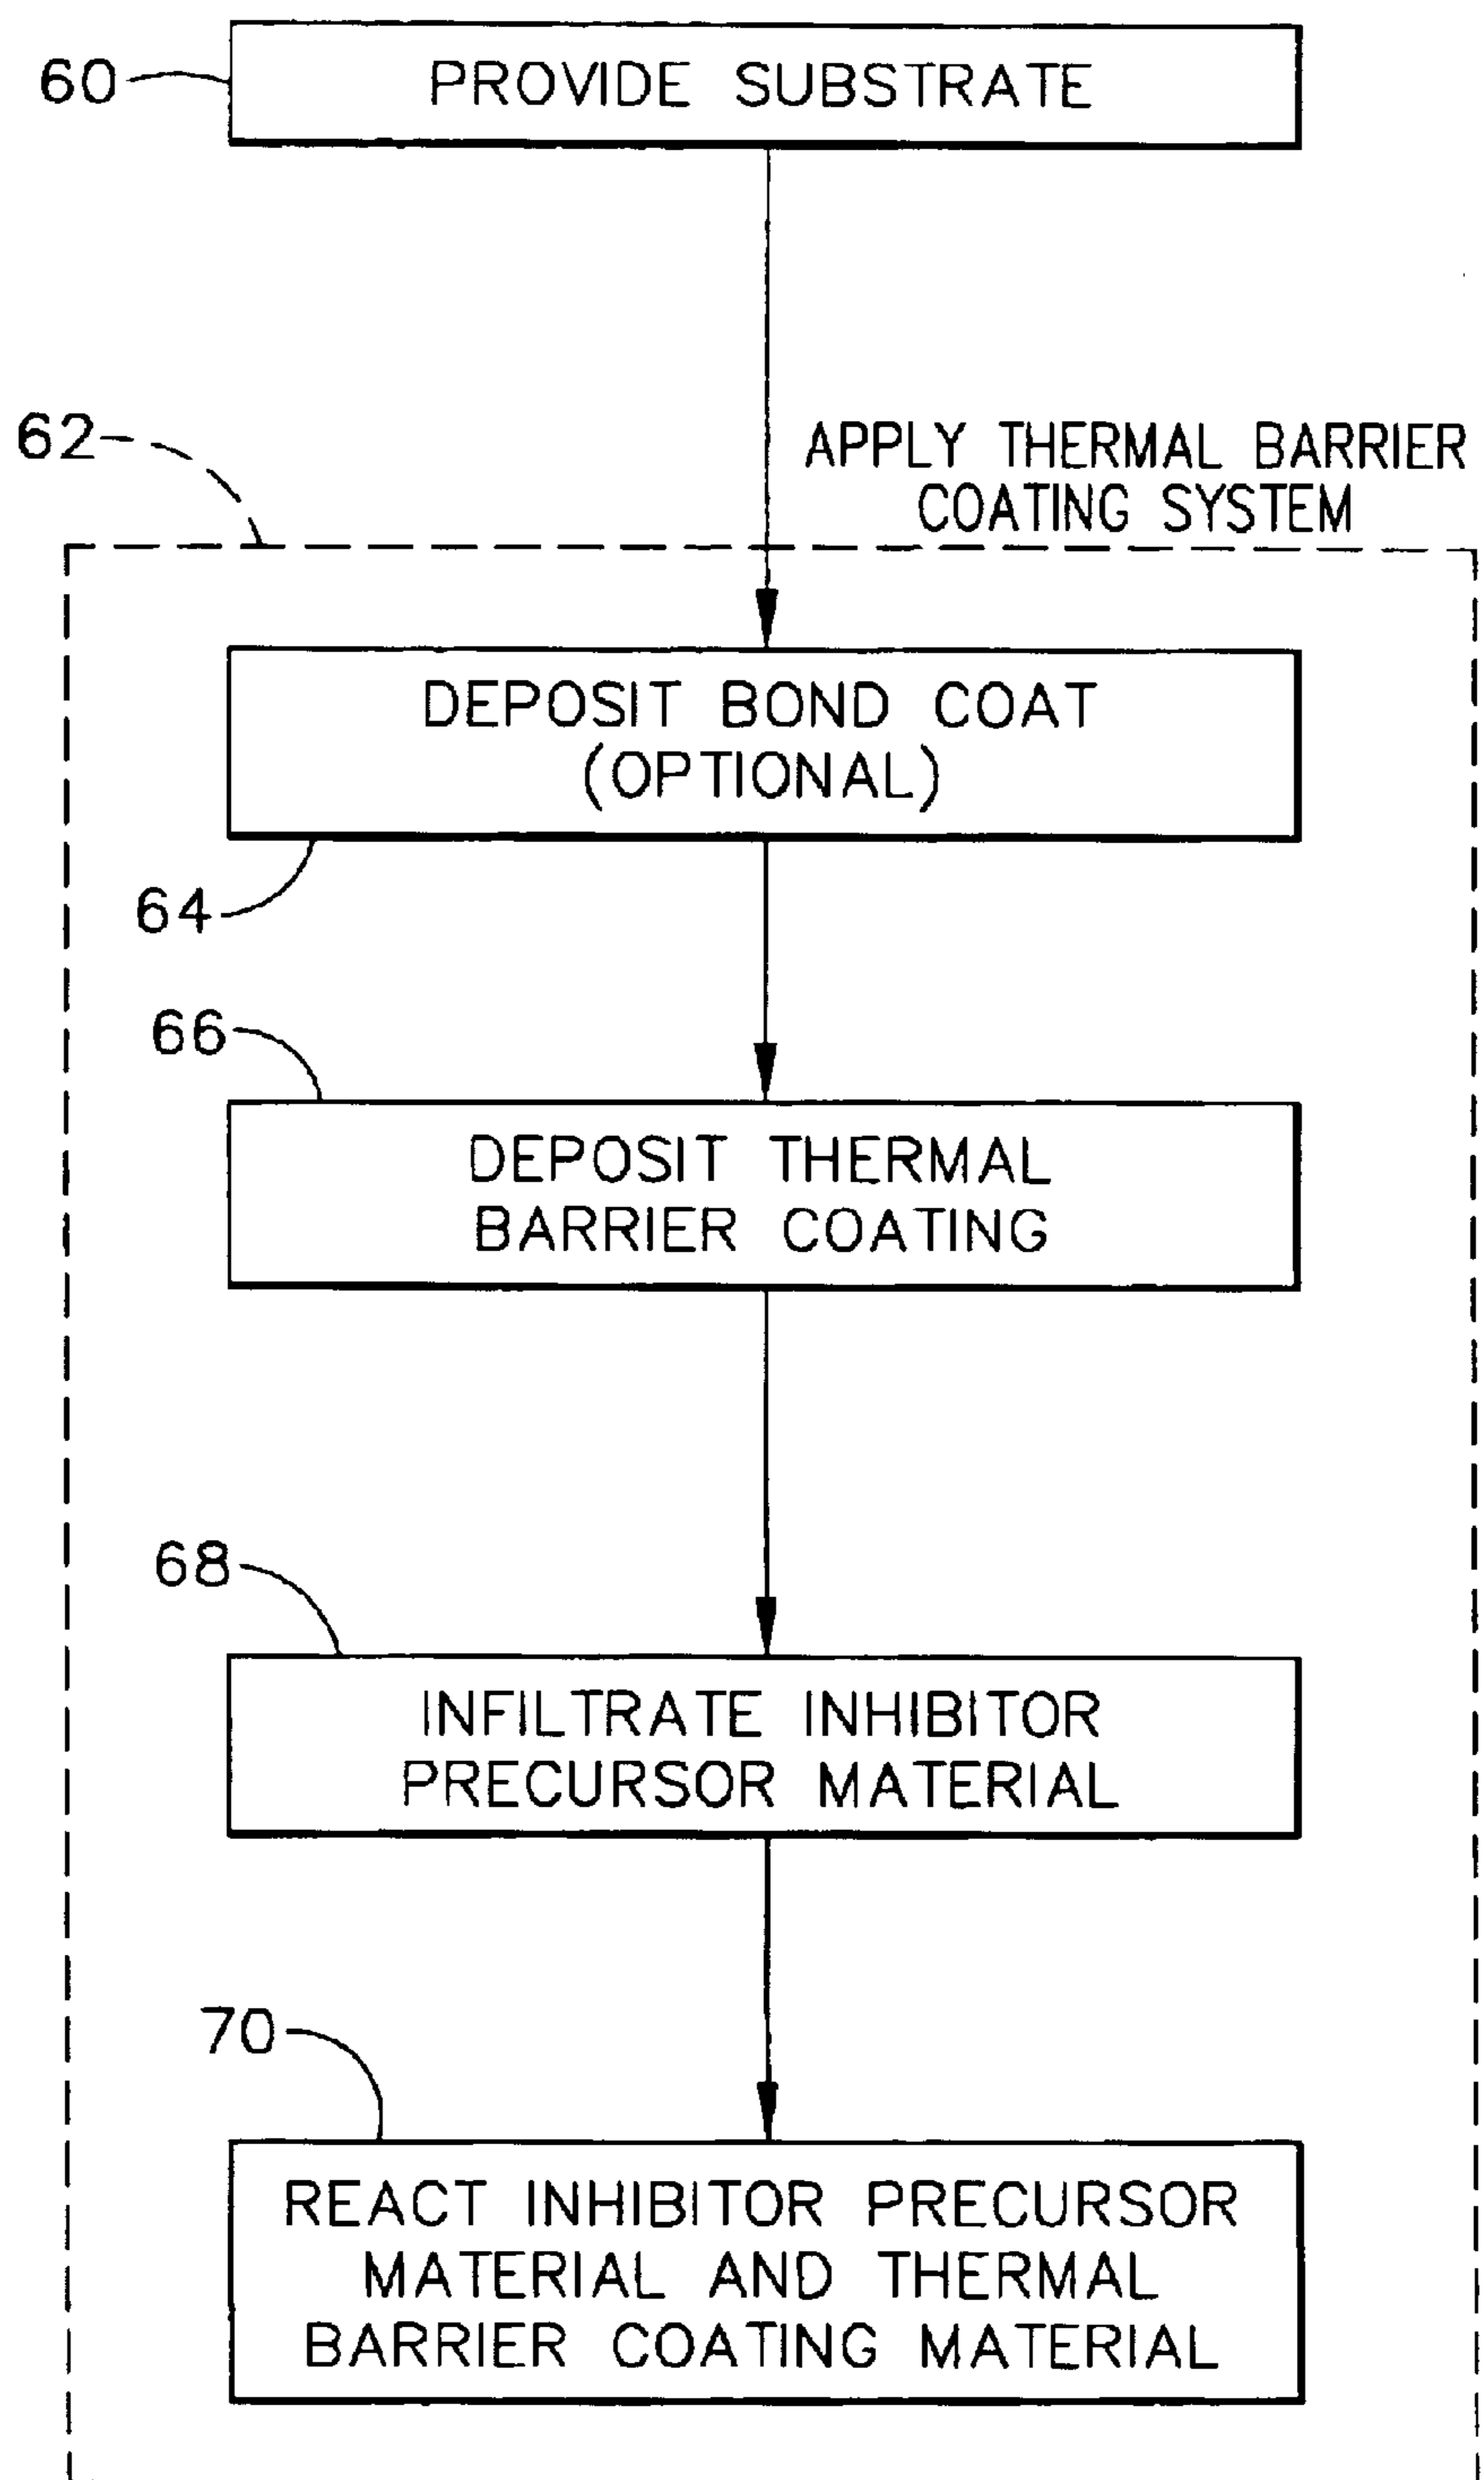 60
PROVIDE SUBSTRATE
62
APPLY THERMAL BARRIER
COATING SYSTEM
DEPOSIT BOND COAT
(OPTIONAL)
64
66
DEPOSIT THERMAL
BARRIER COATING
68
INFILTRATE INHIBITOR
PRECURSOR MATERIAL
70
REACT INHIBITOR PRECURSOR
MATERIAL AND THERMAL
BARRIER COATING MATERIAL